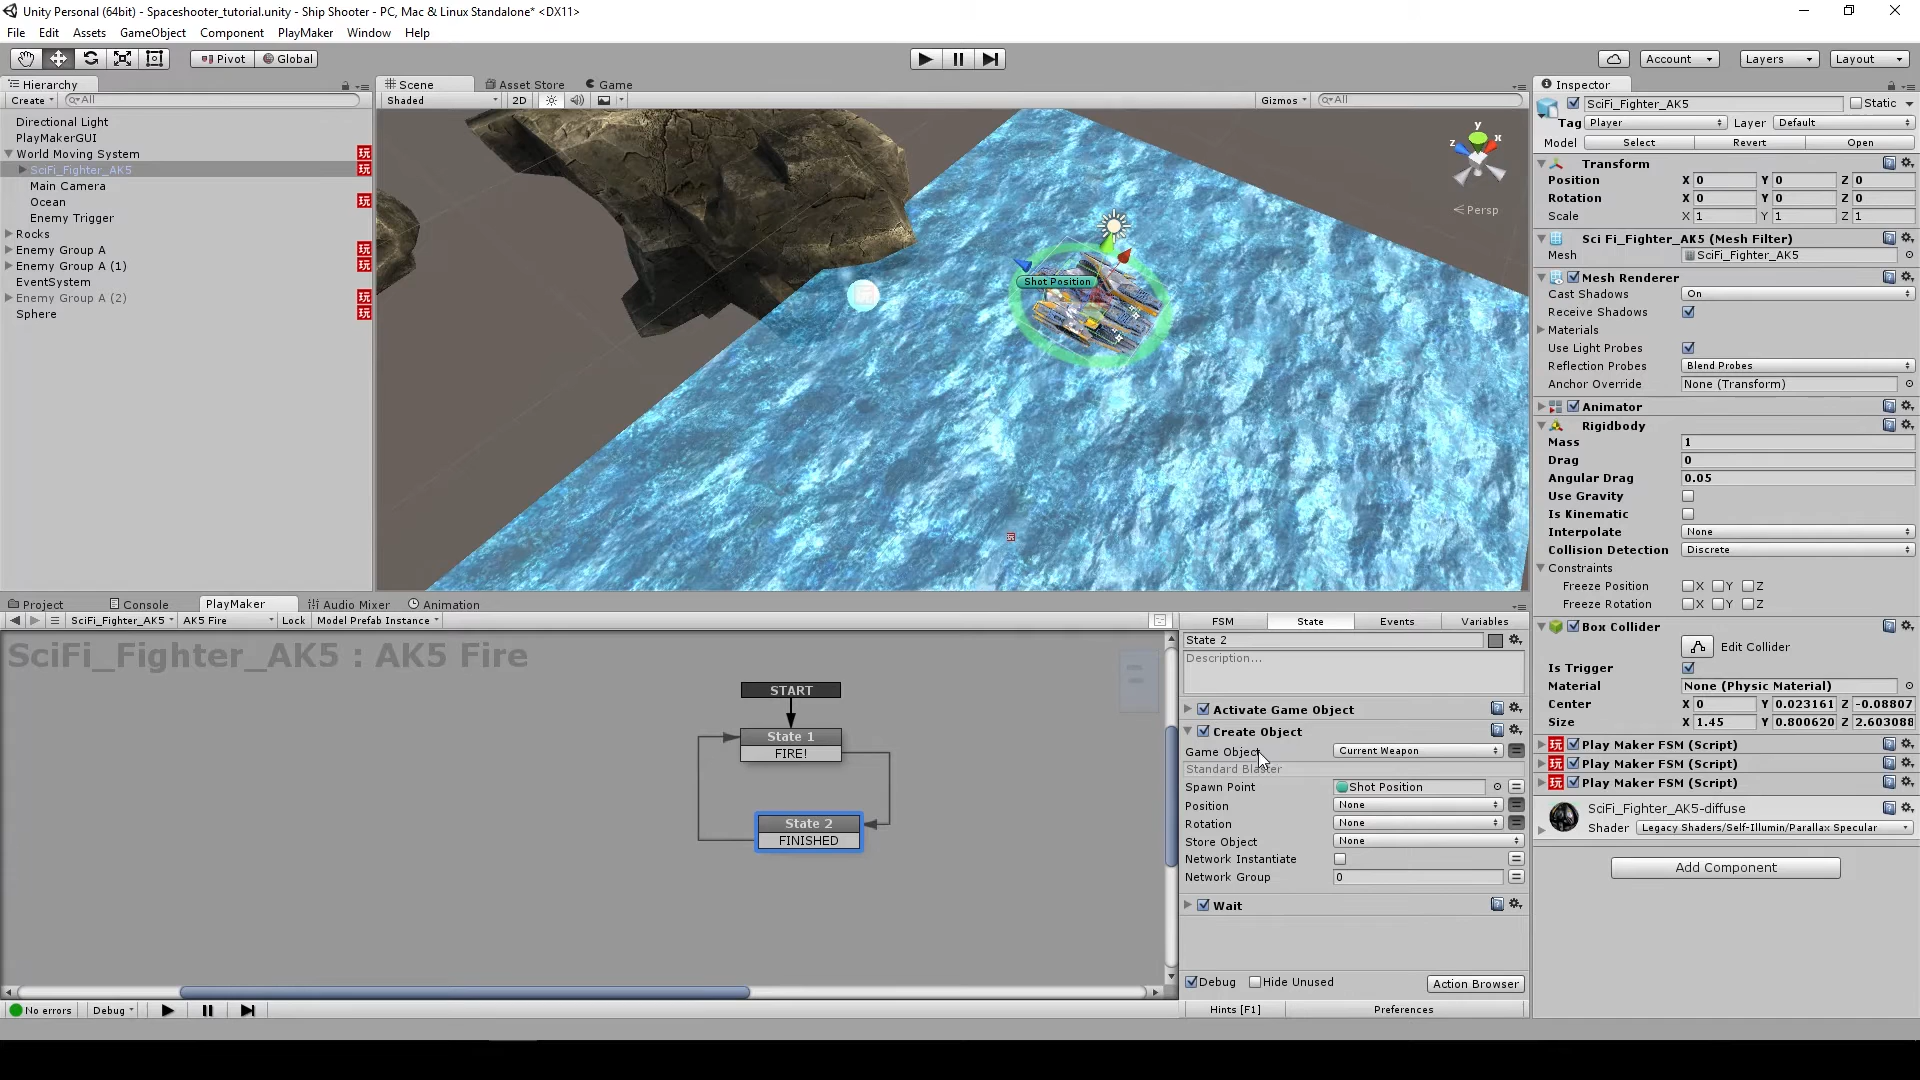 Unity Personal (64bit) - Spaceshooter_tutorial.unity - Ship Shooter - PC, Mac & Linux Standalone* <DX11>
File Edit Assets GameObject Component PlayMaker Window Help
Pivot Global Account Layers Layout
Hierarchy
Create All
Directional Light
PlayMakerGUI
World Moving System
SciFi_Fighter_AK5
Main Camera
Ocean
Enemy Trigger
Rocks
Enemy Group A
Enemy Group A (1)
EventSystem
Enemy Group A (2)
Sphere
Scene Asset Store Game
Shaded 2D Gizmos All
y
x
z
Persp
Shot Position
Project Console PlayMaker Audio Mixer Animation
SciFi_Fighter_AK5 AK5 Fire Lock Model Prefab Instance
SciFi_Fighter_AK5 : AK5 Fire
START
State 1
FIRE!
State 2
FINISHED
No errors Debug
FSM State Events Variables
State 2
Description...
Activate Game Object
Create Object
Game Object Current Weapon
Standard Blaster
Spawn Point Shot Position
Position None
Rotation None
Store Object None
Network Instantiate
Network Group 0
Wait
Debug Hide Unused Action Browser
Hints [F1] Preferences
Inspector
SciFi_Fighter_AK5 Static
Tag Player Layer Default
Model Select Revert Open
Transform
Position X 0 Y 0 Z 0
Rotation X 0 Y 0 Z 0
Scale X 1 Y 1 Z 1
Sci Fi_Fighter_AK5 (Mesh Filter)
Mesh SciFi_Fighter_AK5
Mesh Renderer
Cast Shadows On
Receive Shadows
Materials
Use Light Probes
Reflection Probes Blend Probes
Anchor Override None (Transform)
Animator
Rigidbody
Mass 1
Drag 0
Angular Drag 0.05
Use Gravity
Is Kinematic
Interpolate None
Collision Detection Discrete
Constraints
Freeze Position X Y Z
Freeze Rotation X Y Z
Box Collider
Edit Collider
Is Trigger
Material None (Physic Material)
Center X 0 Y 0.023161 Z -0.08807
Size X 1.45 Y 0.800620 Z 2.603088
Play Maker FSM (Script)
Play Maker FSM (Script)
Play Maker FSM (Script)
SciFi_Fighter_AK5-diffuse
Shader Legacy Shaders/Self-Illumin/Parallax Specular
Add Component